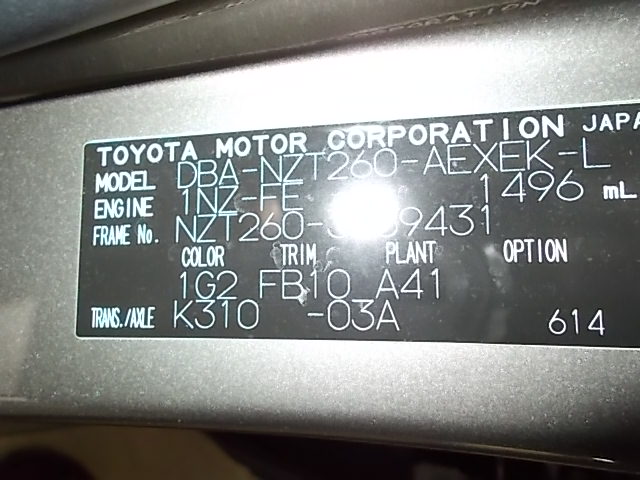 TOYOTA MOTOR CORPORATION JAPA
MODEL DBA-NZT260-AEXEK-L
ENGINE 1NZ-FE 1496 mL
FRAME No. NZT260-
COLOR TRIM PLANT OPTION
1G2 FB10 A41
TRANS./AXLE K310 -03A
614